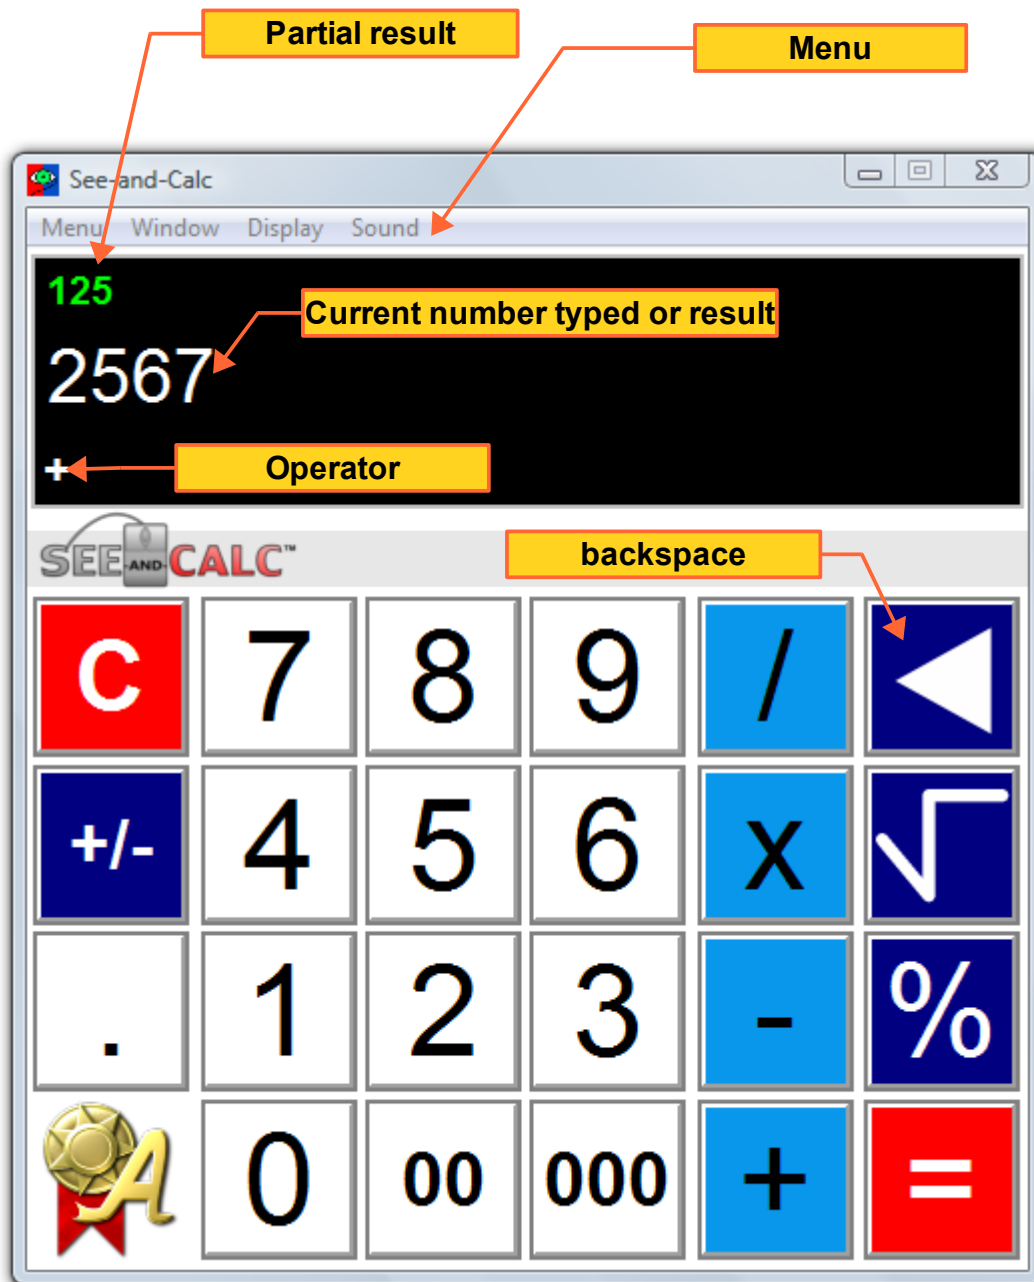 Partial result
Menu
See-and-Calc
Menu Window Display Sound
125
Current number typed or result
2567
+
Operator
SEE-AND-CALC™
backspace
C 7 8 9 /
+/- 4 5 6 x √
. 1 2 3 - %
A 0 00 000 + =